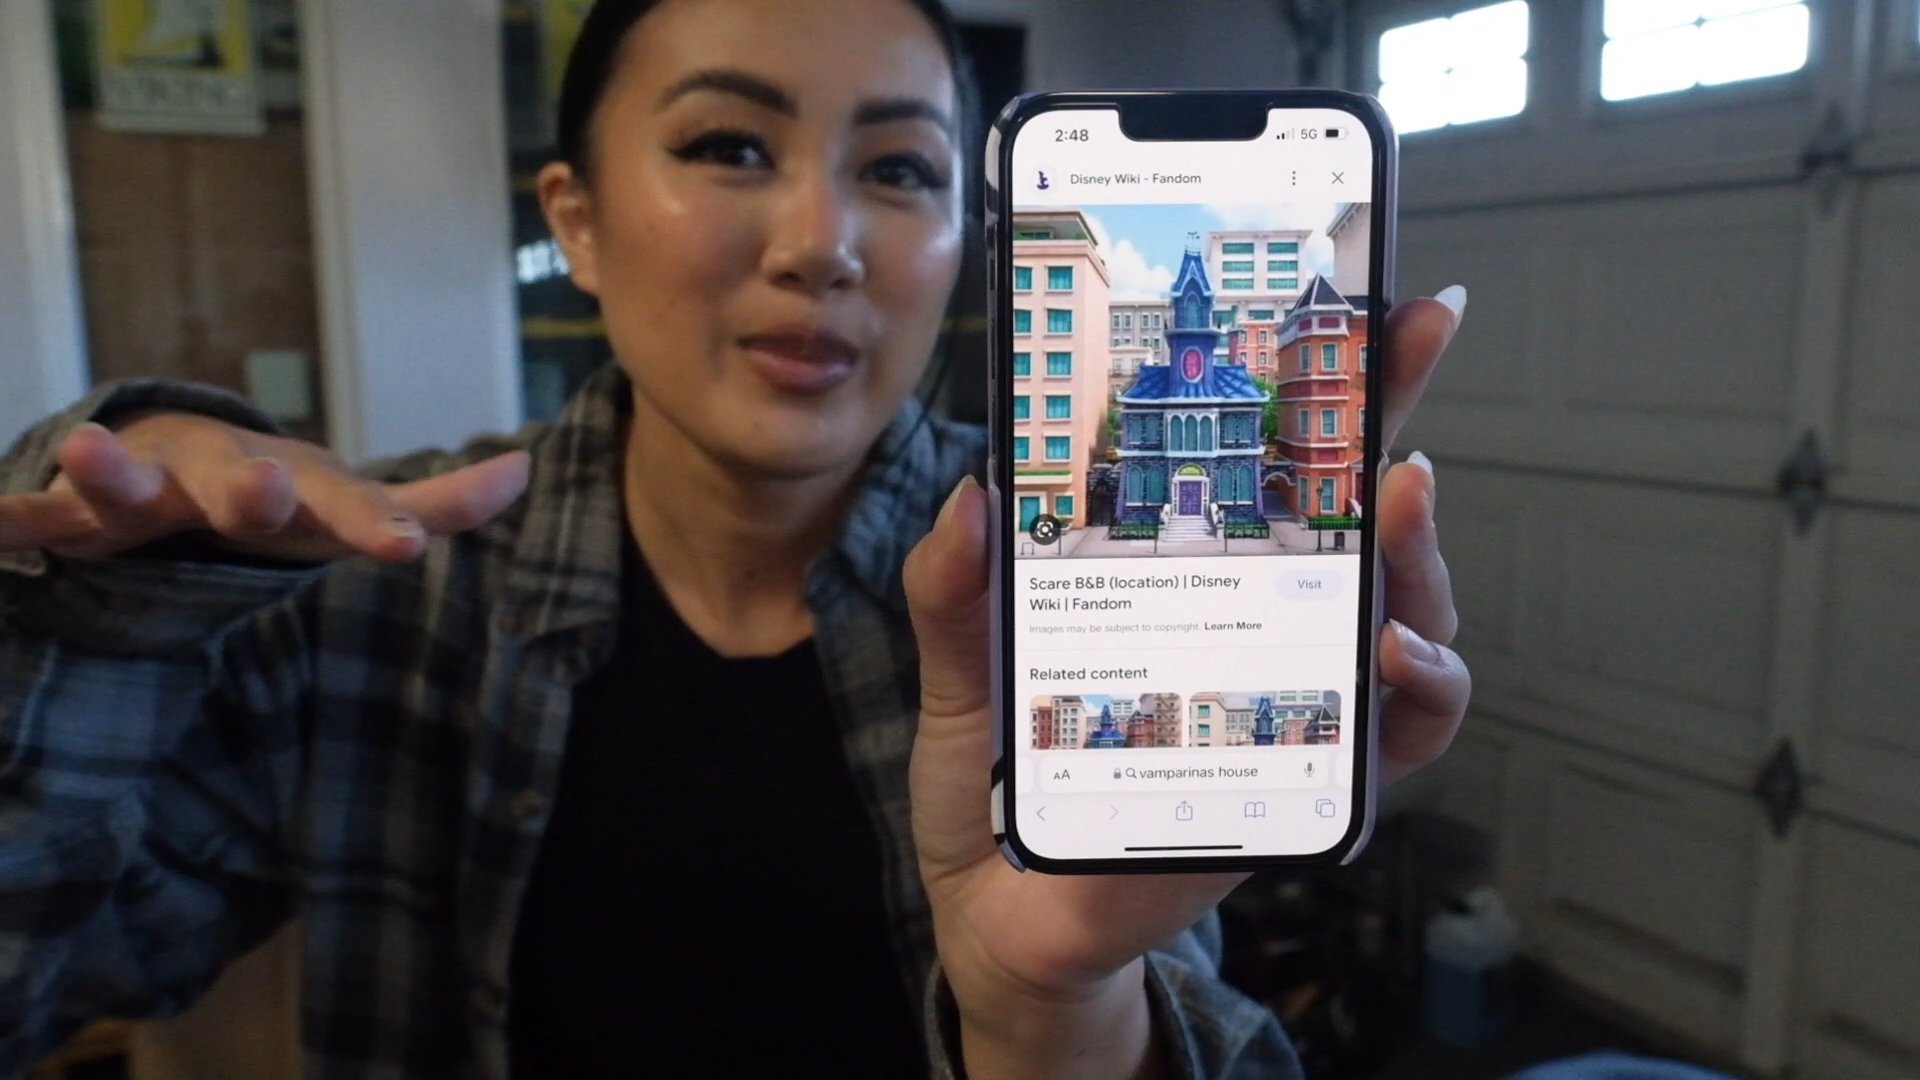 2:48
5G
Disney Wiki - Fandom
Scare B&B (location) | Disney
Wiki | Fandom
Visit
Images may be subject to copyright. Learn More
Related content
AA
vamparinas house